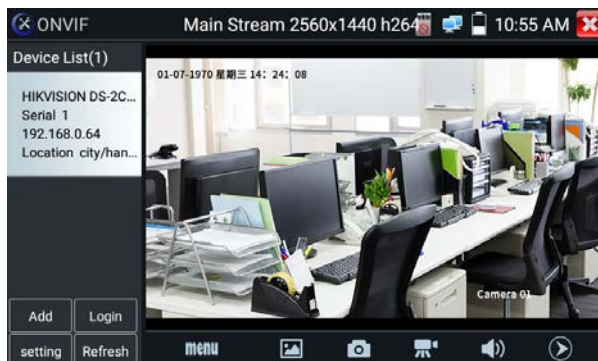 ONVIF
Main Stream 2560x1440 h264
10:55 AM
Device List(1)
HIKVISION DS-2C...
Serial 1
192.168.0.64
Location city/han...
01-07-1970 星期三 14: 24: 08
Camera 01
Add
Login
setting
Refresh
menu